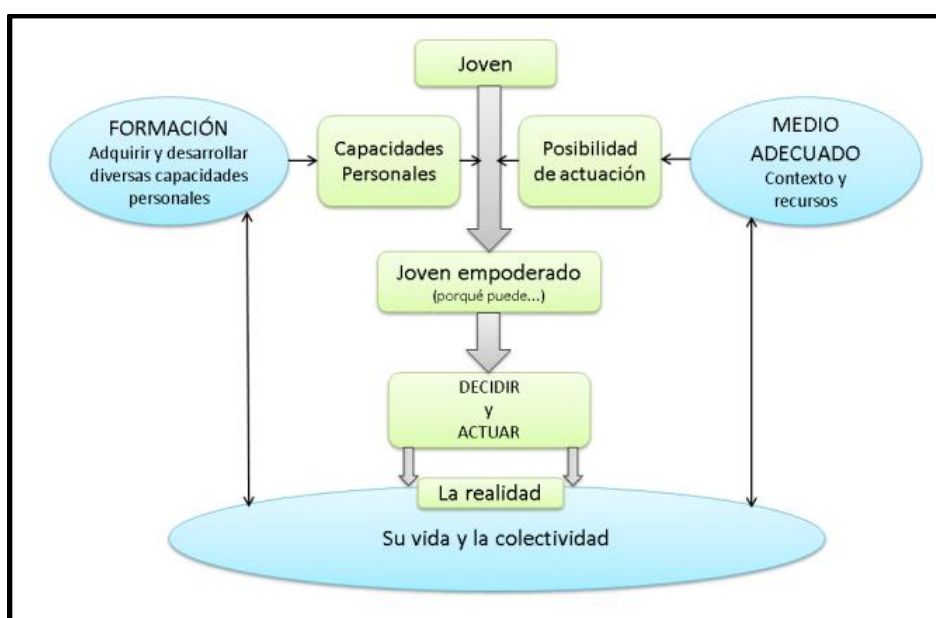 Joven
FORMACIÓN
Adquirir y desarrollar
diversas capacidades
personales
Capacidades
Personales
Posibilidad
de actuación
MEDIO
ADECUADO
Contexto y
recursos
Joven empoderado
(porqué puede...)
DECIDIR
y
ACTUAR
La realidad
Su vida y la colectividad